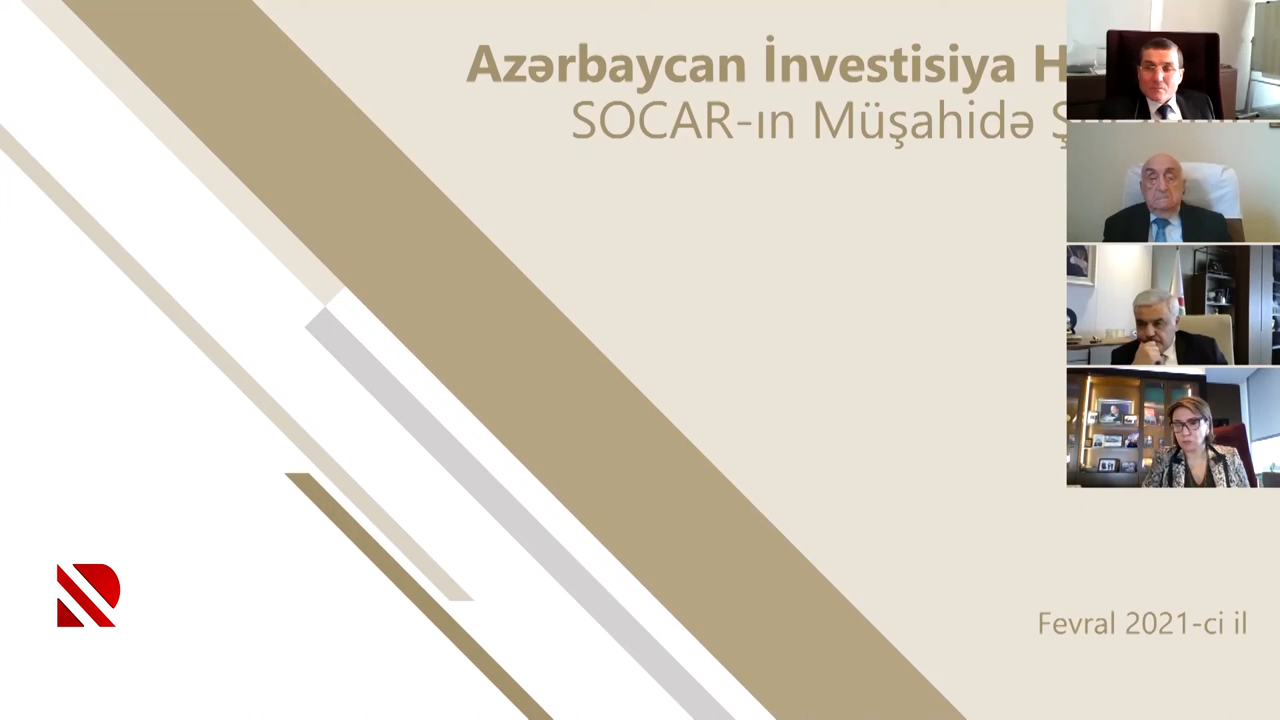 Azərbaycan İnvestisiya H
SOCAR-ın Müşahidə Ş
Fevral 2021-ci il